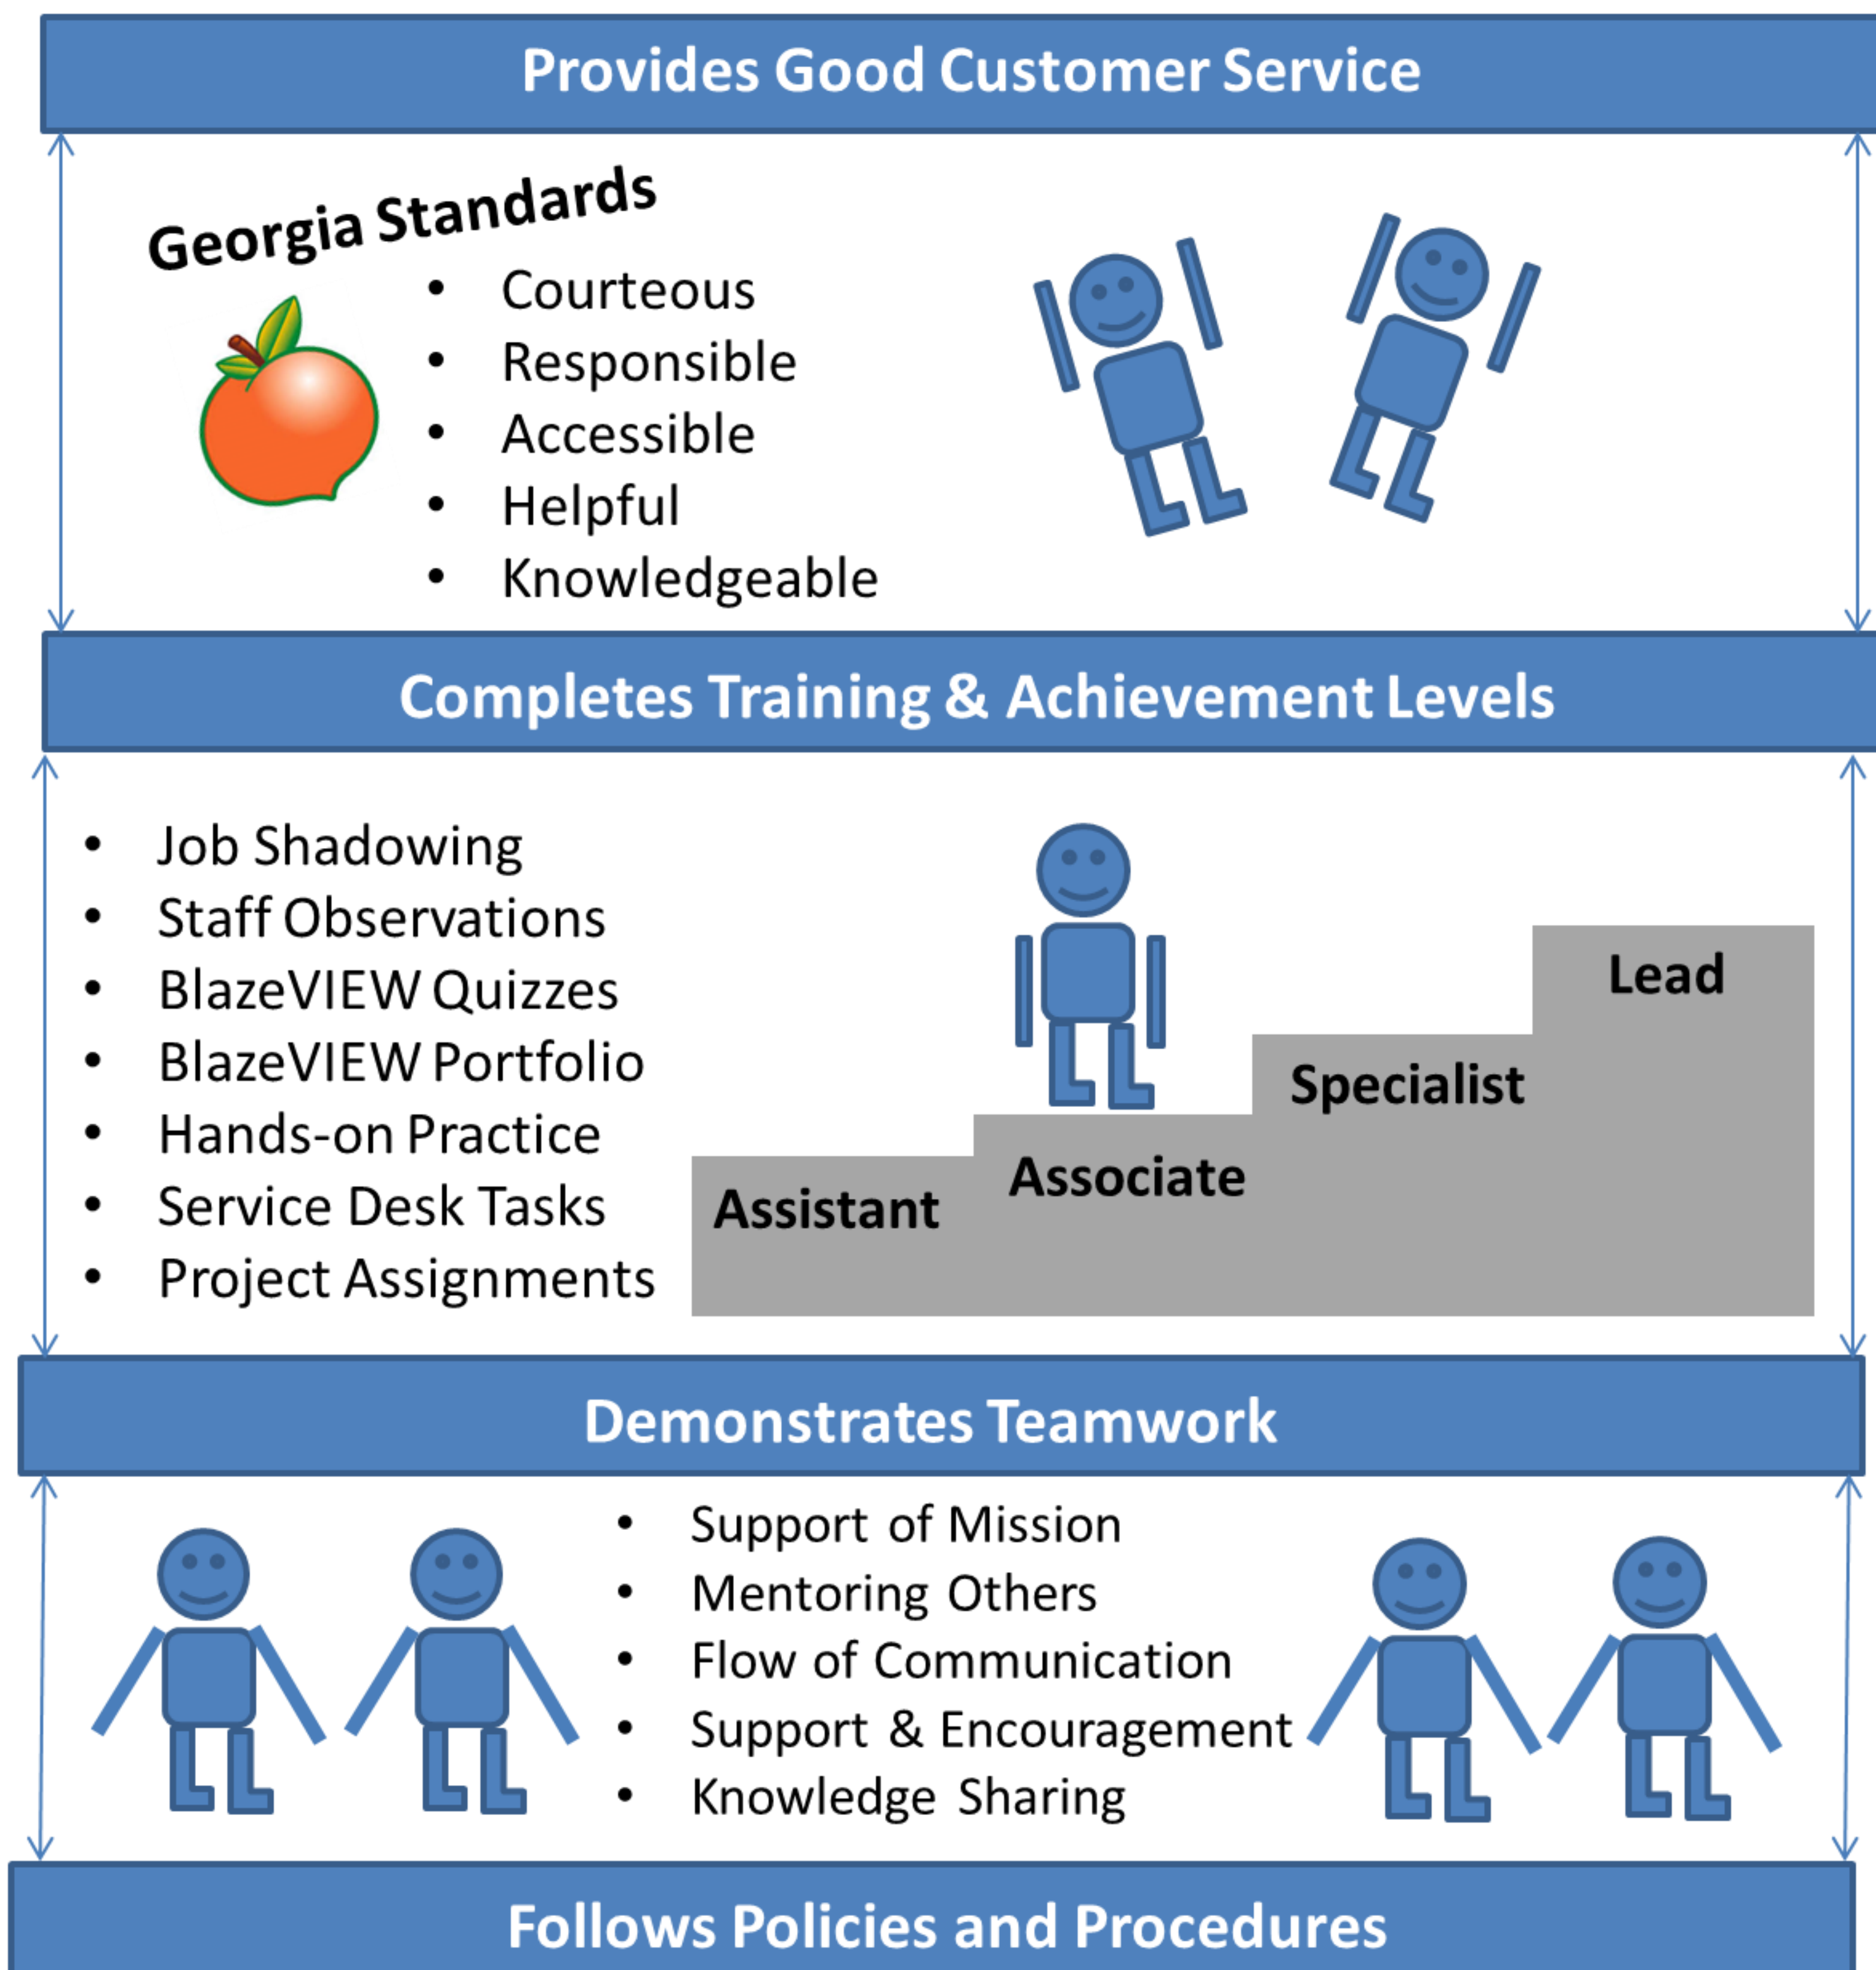 Provides Good Customer Service
Georgia Standards
• Courteous
• Responsible
• Accessible
• Helpful
• Knowledgeable
Completes Training & Achievement Levels
• Job Shadowing
• Staff Observations
• BlazeVIEW Quizzes
• BlazeVIEW Portfolio
• Hands-on Practice
• Service Desk Tasks
• Project Assignments
Assistant
Associate
Specialist
Lead
Demonstrates Teamwork
• Support of Mission
• Mentoring Others
• Flow of Communication
• Support & Encouragement
• Knowledge Sharing
Follows Policies and Procedures